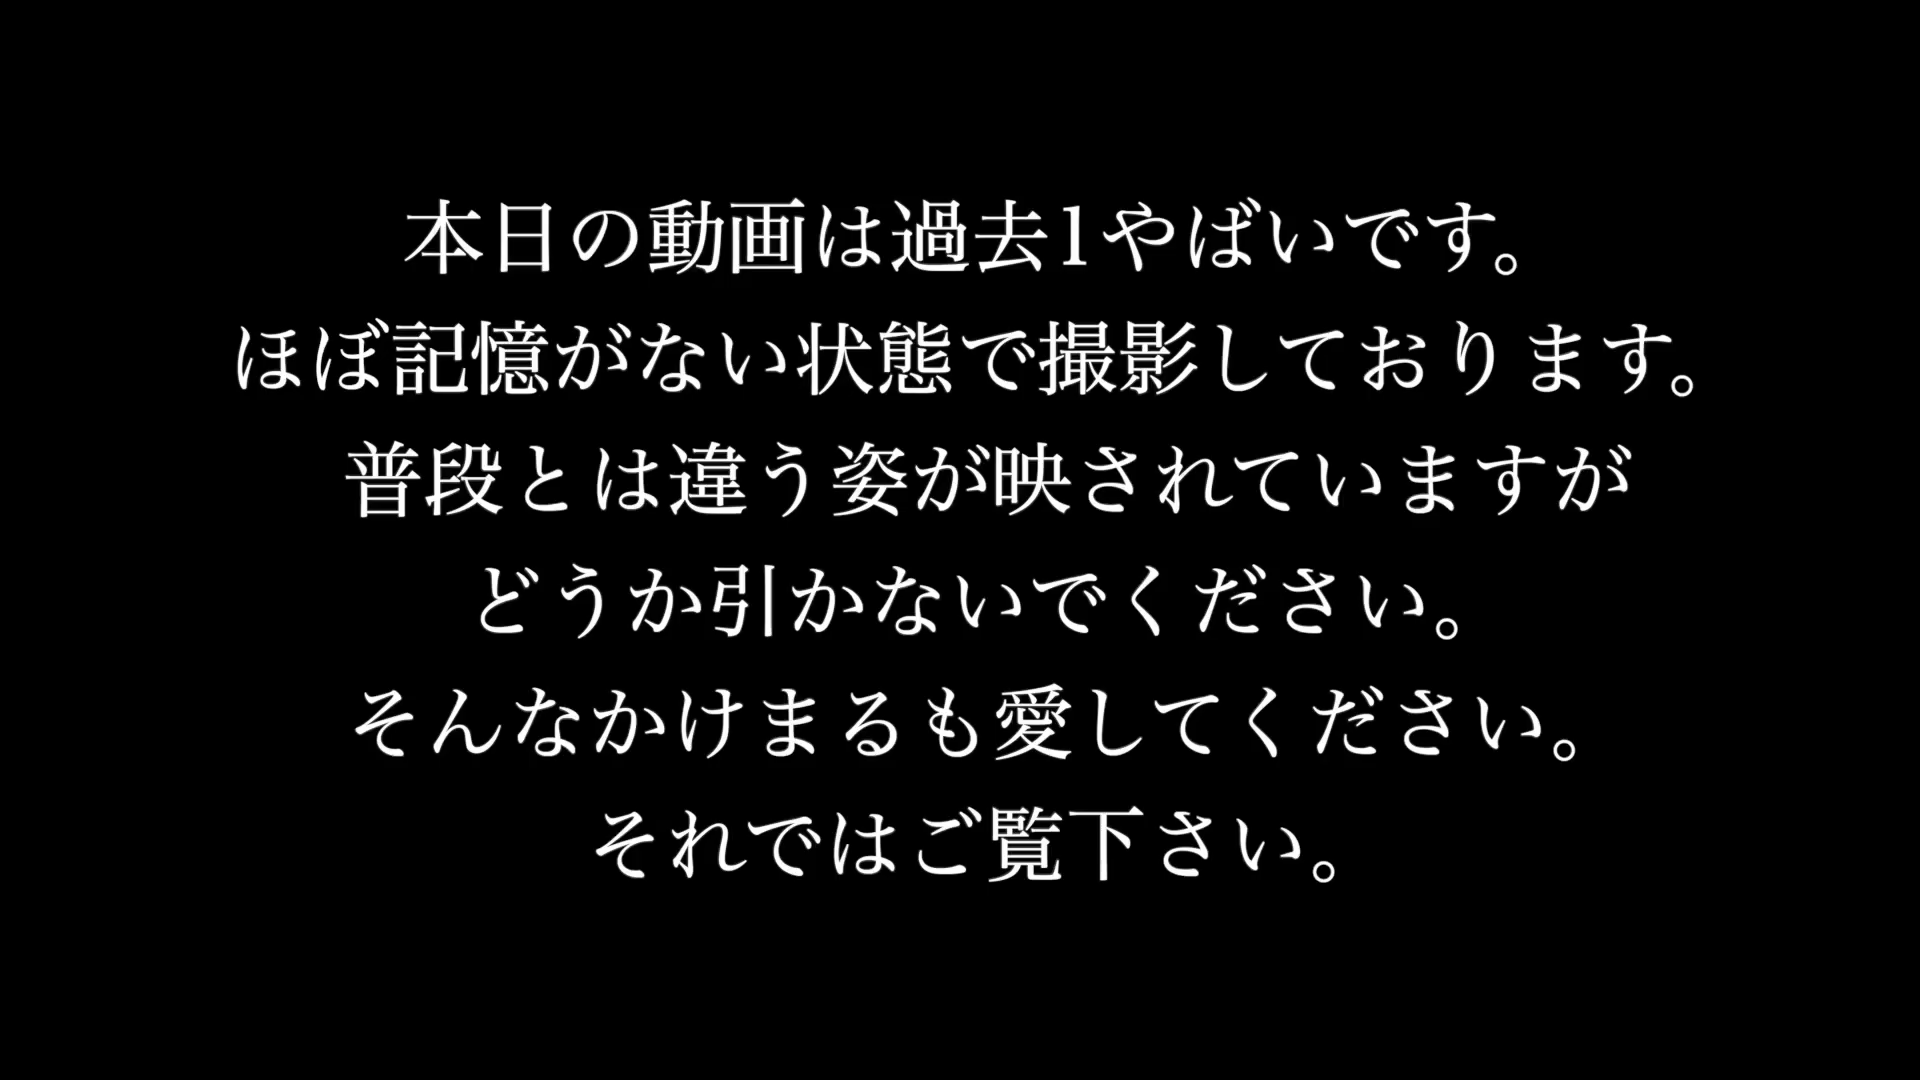 本日の動画は過去1やばいです。
ほぼ記憶がない状態で撮影しております。
普段とは違う姿が映されていますが
どうか引かないでください。
そんなかけまるも愛してください。
それではご覧下さい。